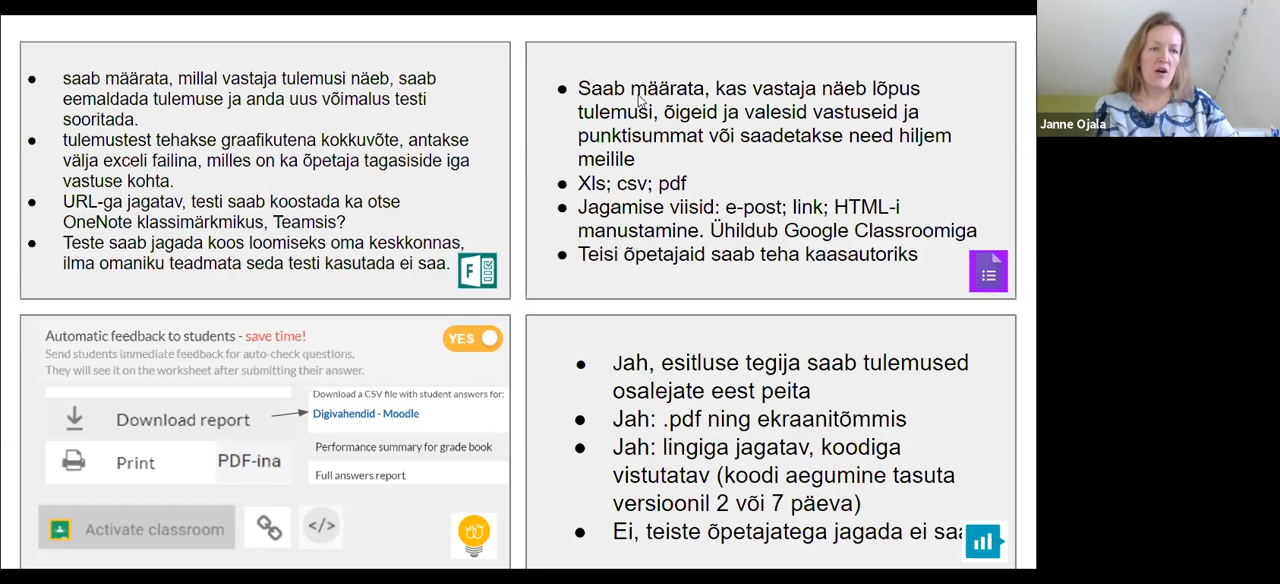 saab määrata, millal vastaja tulemusi näeb, saab
eemaldada tulemuse ja anda uus võimalus testi
sooritada.
tulemustest tehakse graafikutena kokkuvõte, antakse
välja exceli failina, milles on ka õpetaja tagasiside iga
vastuse kohta.
URL-ga jagatav, testi saab koostada ka otse
OneNote klassimärkmikus, Teamsis?
Teste saab jagada koos loomiseks oma keskkonnas,
ilma omaniku teadmata seda testi kasutada ei saa.
F
Saab määrata, kas vastaja näeb lõpus
tulemusi, õigeid ja valesid vastuseid ja
punktisummat või saadetakse need hiljem
meilile
Xls; csv; pdf
Jagamise viisid: e-post; link; HTML-i
manustamine. Ühildub Google Classroomiga
Teisi õpetajaid saab teha kaasautoriks
Janne Ojala
Automatic feedback to students - save time!
YES
Send students immediate feedback for auto-check questions.
They will see it on the worksheet after submitting their answer.
Download report
Download a CSV file with student answers for:
Digivahendid - Moodle
Print
PDF-ina
Performance summary for grade book
Full answers report
Activate classroom
</>
Jah, esitluse tegija saab tulemused
osalejate eest peita
Jah: .pdf ning ekraanitõmmis
Jah: lingiga jagatav, koodiga
vistutatav (koodi aegumine tasuta
versioonil 2 või 7 päeva)
Ei, teiste õpetajatega jagada ei saa